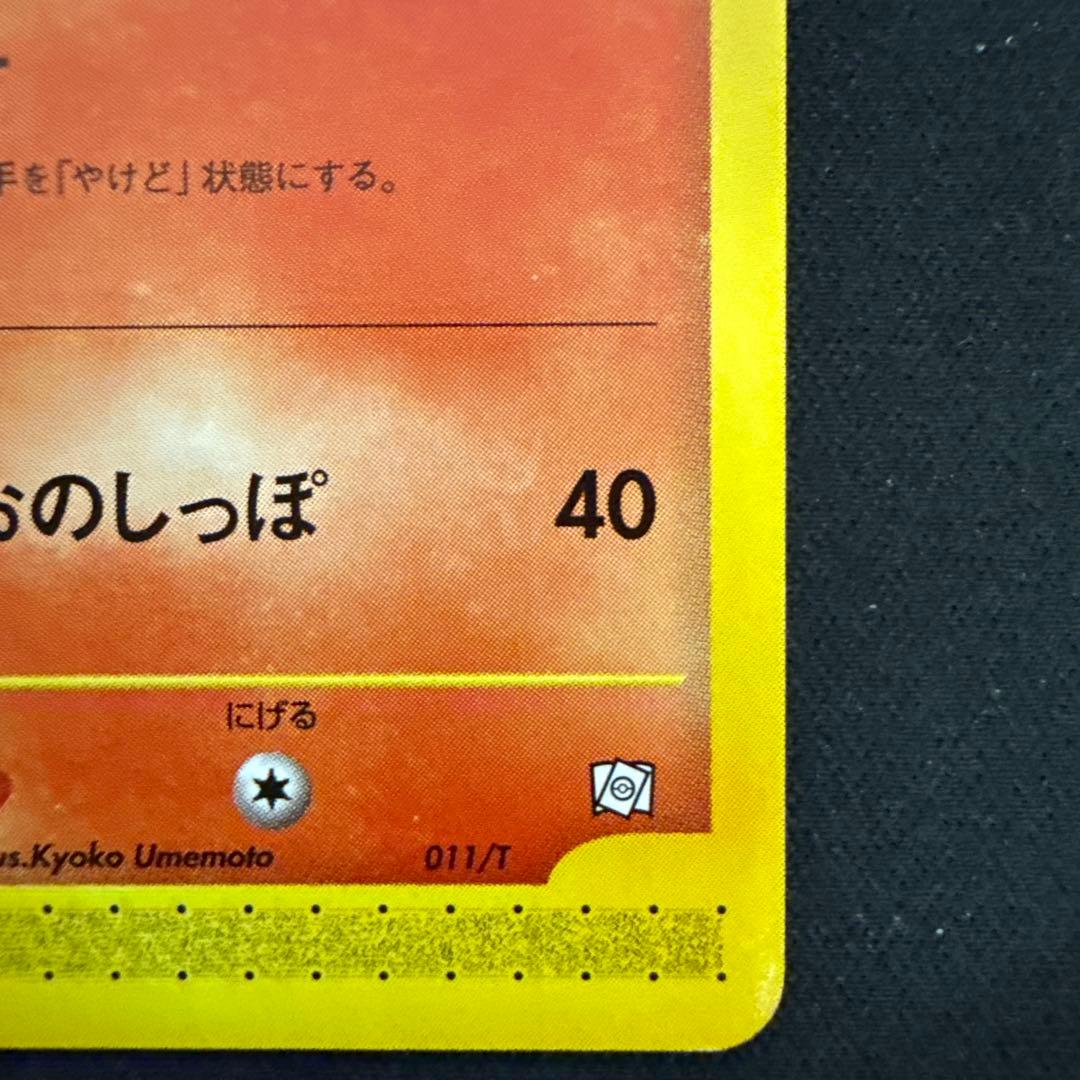 手を「やけど」状態にする。
おのしっぽ 40
にげる
us.Kyoko Umemoto 011/T